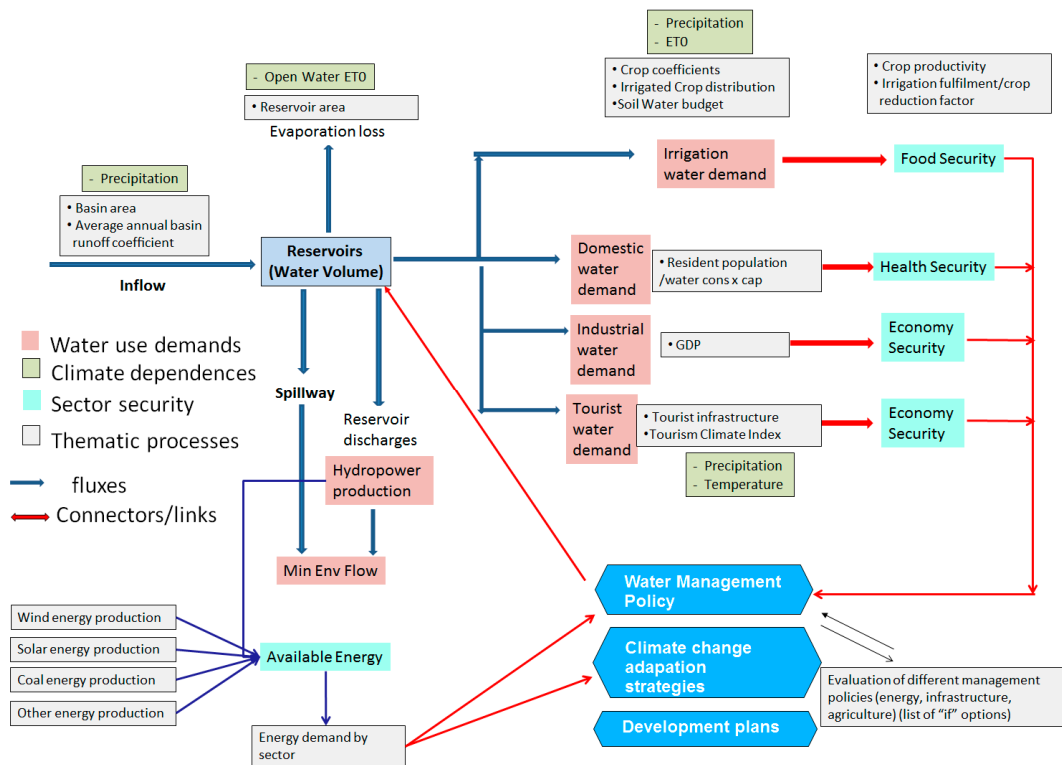 - Precipitation
- ET0
- Open Water ET0
• Crop coefficients
• Irrigated Crop distribution
•Soil Water budget
• Crop productivity
• Irrigation fulfilment/crop
reduction factor
• Reservoir area
Evaporation loss
Irrigation
water demand
Food Security
- Precipitation
• Basin area
• Average annual basin
runoff coefficient
Reservoirs
(Water Volume)
Inflow
Domestic
water
demand
• Resident population
/water cons x cap
Health Security
Industrial
water
demand
• GDP
Economy
Security
Water use demands
Climate dependences
Sector security
Thematic processes
fluxes
Connectors/links
Spillway
Reservoir
discharges
Tourist
water
demand
• Tourist infrastructure
•Tourism Climate Index
Economy
Security
- Precipitation
- Temperature
Hydropower
production
Min Env Flow
Water Management
Policy
Wind energy production
Solar energy production
Coal energy production
Other energy production
Available Energy
Climate change
adapation
strategies
Evaluation of different management
policies (energy, infrastructure,
agriculture) (list of “if” options)
Development plans
Energy demand by
sector